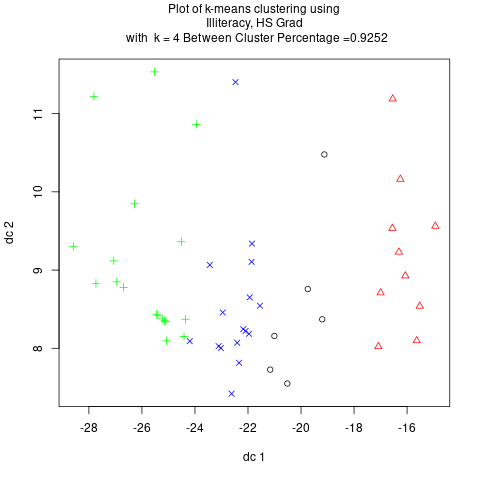 Plot of k-means clustering using
Illiteracy, HS Grad
with  k = 4 Between Cluster Percentage =0.9252
11
10
9
8
dc 2
-28
-26
-24
-22
-20
-18
-16
dc 1